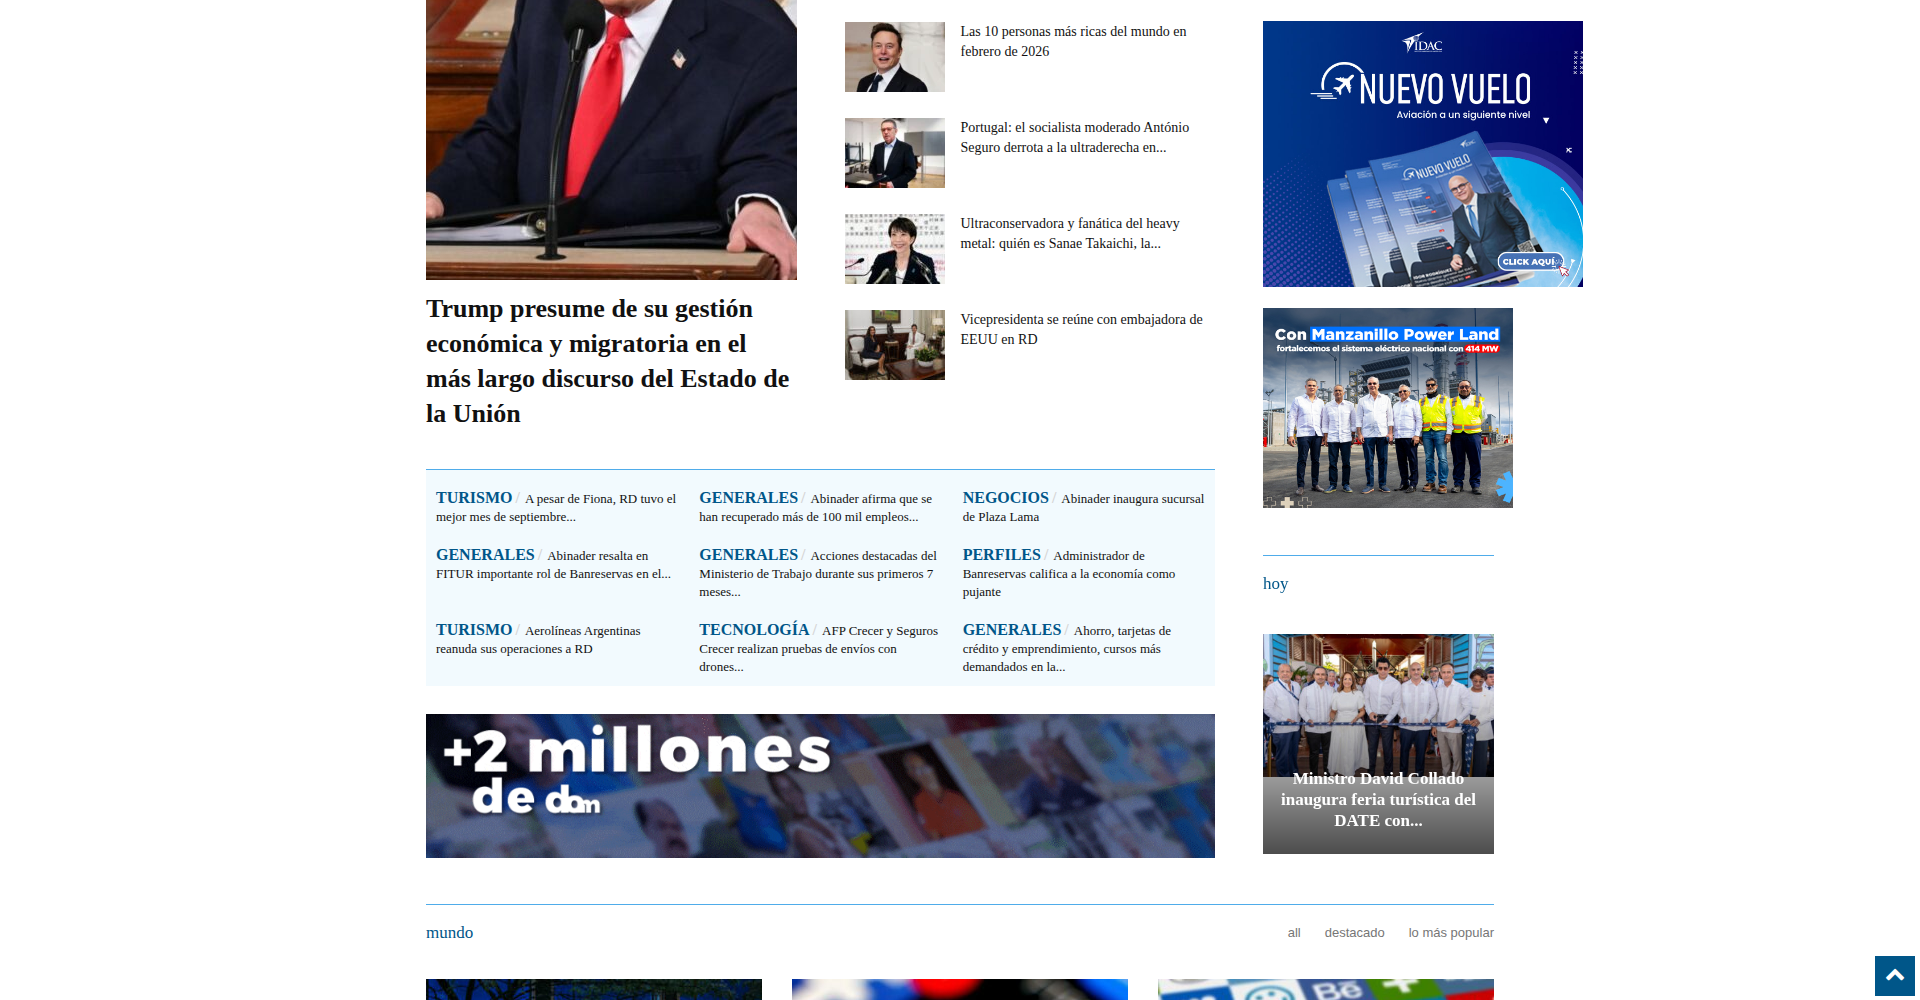 Trump presume de su gestión
económica y migratoria en el
más largo discurso del Estado de
la Unión
Las 10 personas más ricas del mundo en
febrero de 2026
Portugal: el socialista moderado António
Seguro derrota a la ultraderecha en...
Ultraconservadora y fanática del heavy
metal: quién es Sanae Takaichi, la...
Vicepresidenta se reúne con embajadora de
EEUU en RD
TURISMO / A pesar de Fiona, RD tuvo el
mejor mes de septiembre...
GENERALES / Abinader afirma que se
han recuperado más de 100 mil empleos...
NEGOCIOS / Abinader inaugura sucursal
de Plaza Lama
GENERALES / Abinader resalta en
FITUR importante rol de Banreservas en el...
GENERALES / Acciones destacadas del
Ministerio de Trabajo durante sus primeros 7
meses...
PERFILES / Administrador de
Banreservas califica a la economía como
pujante
TURISMO / Aerolíneas Argentinas
reanuda sus operaciones a RD
TECNOLOGÍA / AFP Crecer y Seguros
Crecer realizan pruebas de envíos con
drones...
GENERALES / Ahorro, tarjetas de
crédito y emprendimiento, cursos más
demandados en la...
+2 millones
de dom
IDAC
NUEVO VUELO
Aviación a un siguiente nivel
NUEVO VUELO
IGOR RODRÍGUEZ
CLICK AQUÍ
Con Manzanillo Power Land
fortalecemos el sistema eléctrico nacional con 414 MW
hoy
Ministro David Collado
inaugura feria turística del
DATE con...
mundo
all destacado lo más popular
Bē